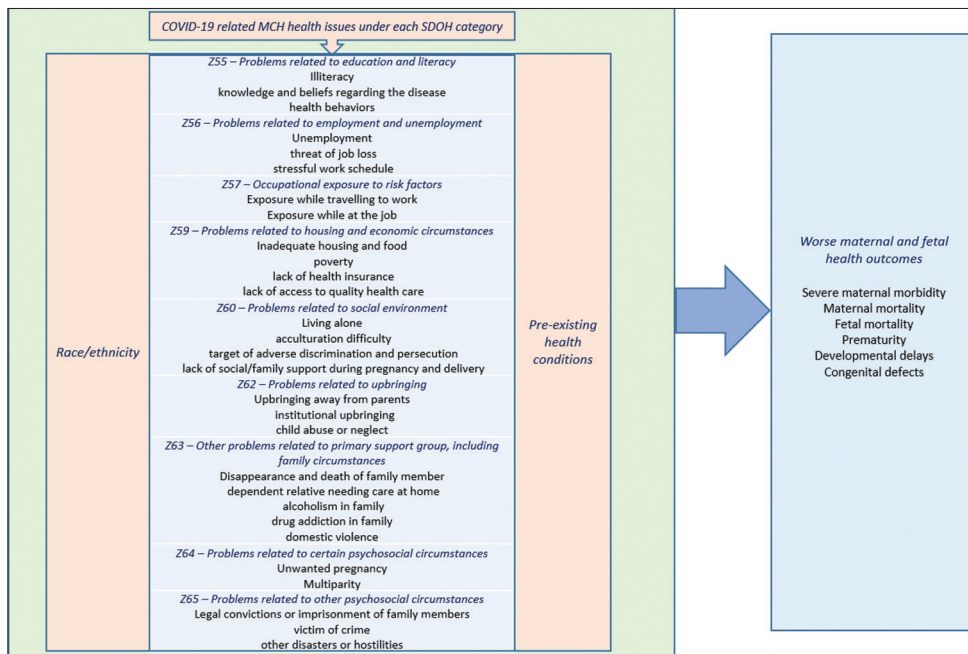 COVID-19 related MCH health issues under each SDOH category
Race/ethnicity
Z55 – Problems related to education and literacy
Illiteracy
knowledge and beliefs regarding the disease
health behaviors
Z56 – Problems related to employment and unemployment
Unemployment
threat of job loss
stressful work schedule
Z57 – Occupational exposure to risk factors
Exposure while travelling to work
Exposure while at the job
Z59 – Problems related to housing and economic circumstances
Inadequate housing and food
poverty
lack of health insurance
lack of access to quality health care
Z60 – Problems related to social environment
Living alone
acculturation difficulty
target of adverse discrimination and persecution
lack of social/family support during pregnancy and delivery
Z62 – Problems related to upbringing
Upbringing away from parents
institutional upbringing
child abuse or neglect
Z63 – Other problems related to primary support group, including
family circumstances
Disappearance and death of family member
dependent relative needing care at home
alcoholism in family
drug addiction in family
domestic violence
Z64 – Problems related to certain psychosocial circumstances
Unwanted pregnancy
Multiparity
Z65 – Problems related to other psychosocial circumstances
Legal convictions or imprisonment of family members
victim of crime
other disasters or hostilities
Pre-existing
health
conditions
Worse maternal and fetal
health outcomes
Severe maternal morbidity
Maternal mortality
Fetal mortality
Prematurity
Developmental delays
Congenital defects